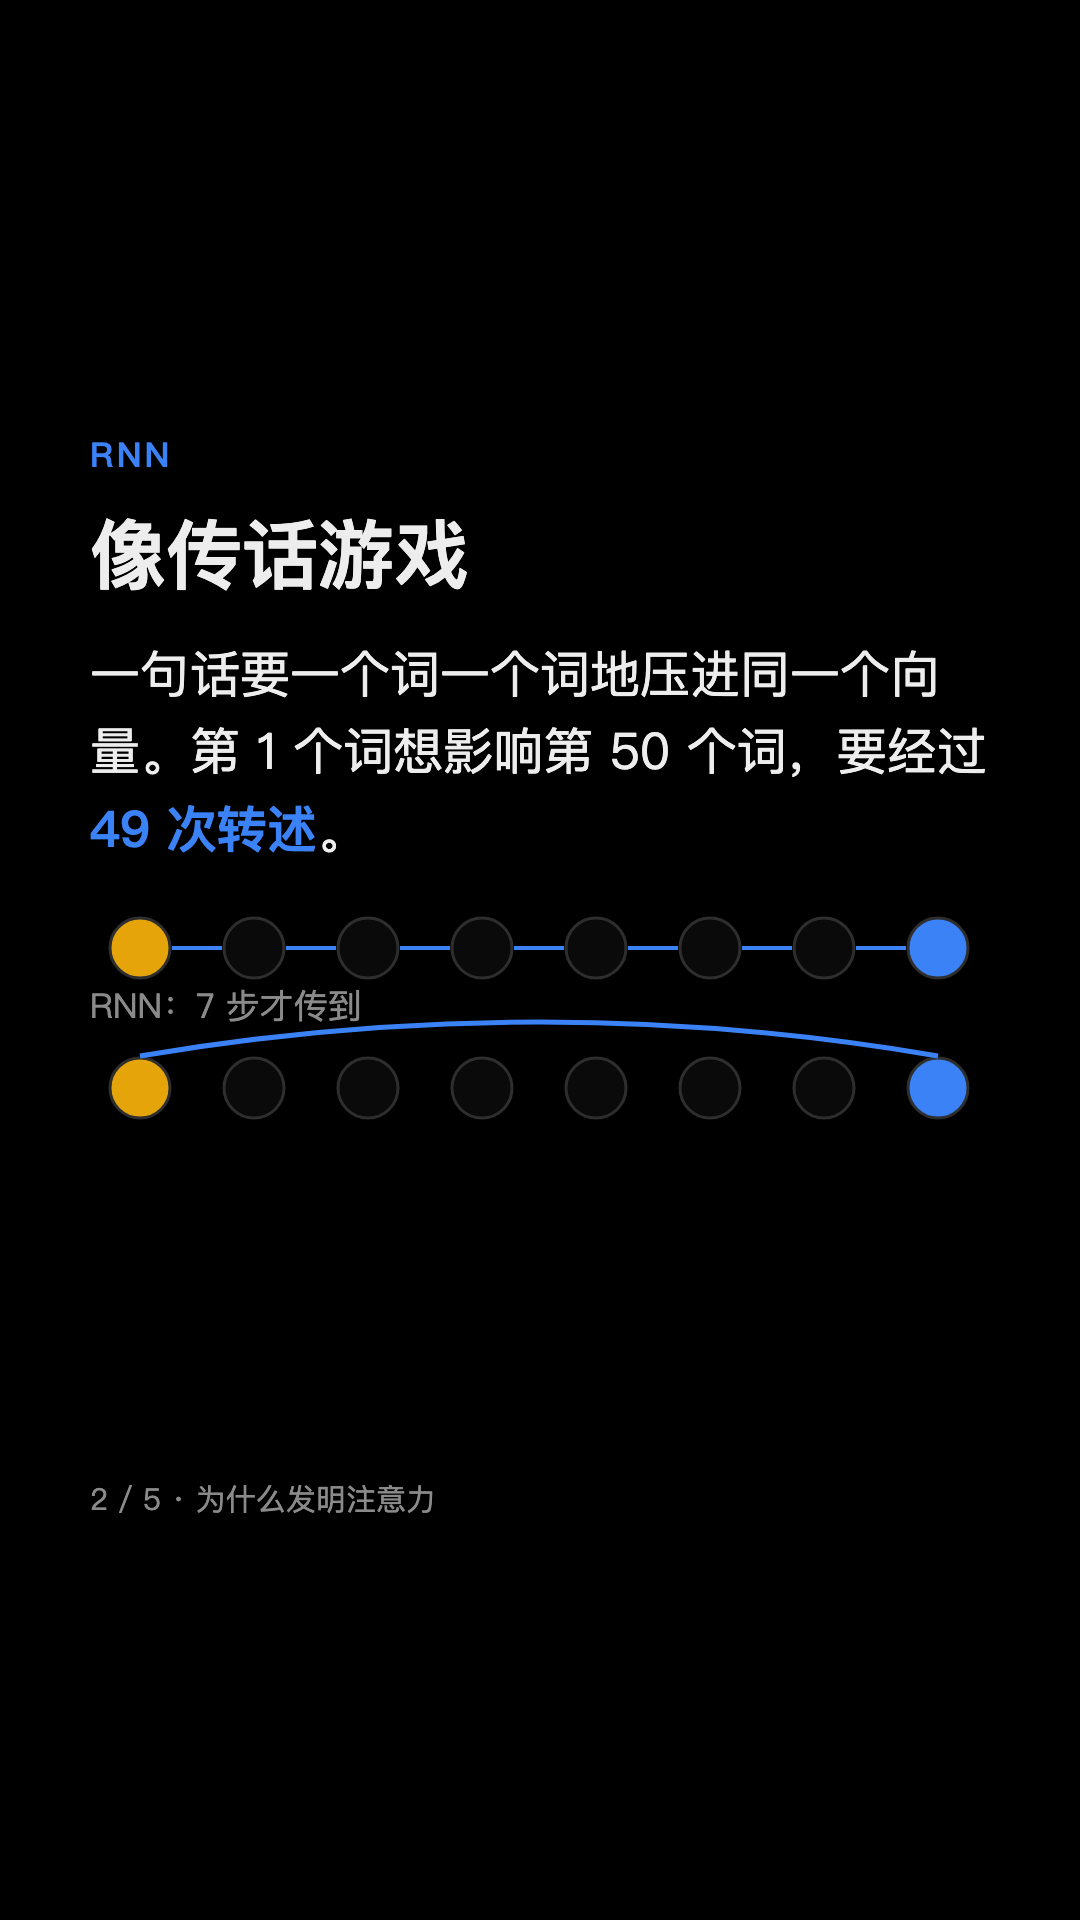 RNN
像传话游戏
一句话要一个词一个词地压进同一个向
量。第 1 个词想影响第 50 个词，要经过
49 次转述。
RNN：7 步才传到
2 / 5 · 为什么发明注意力